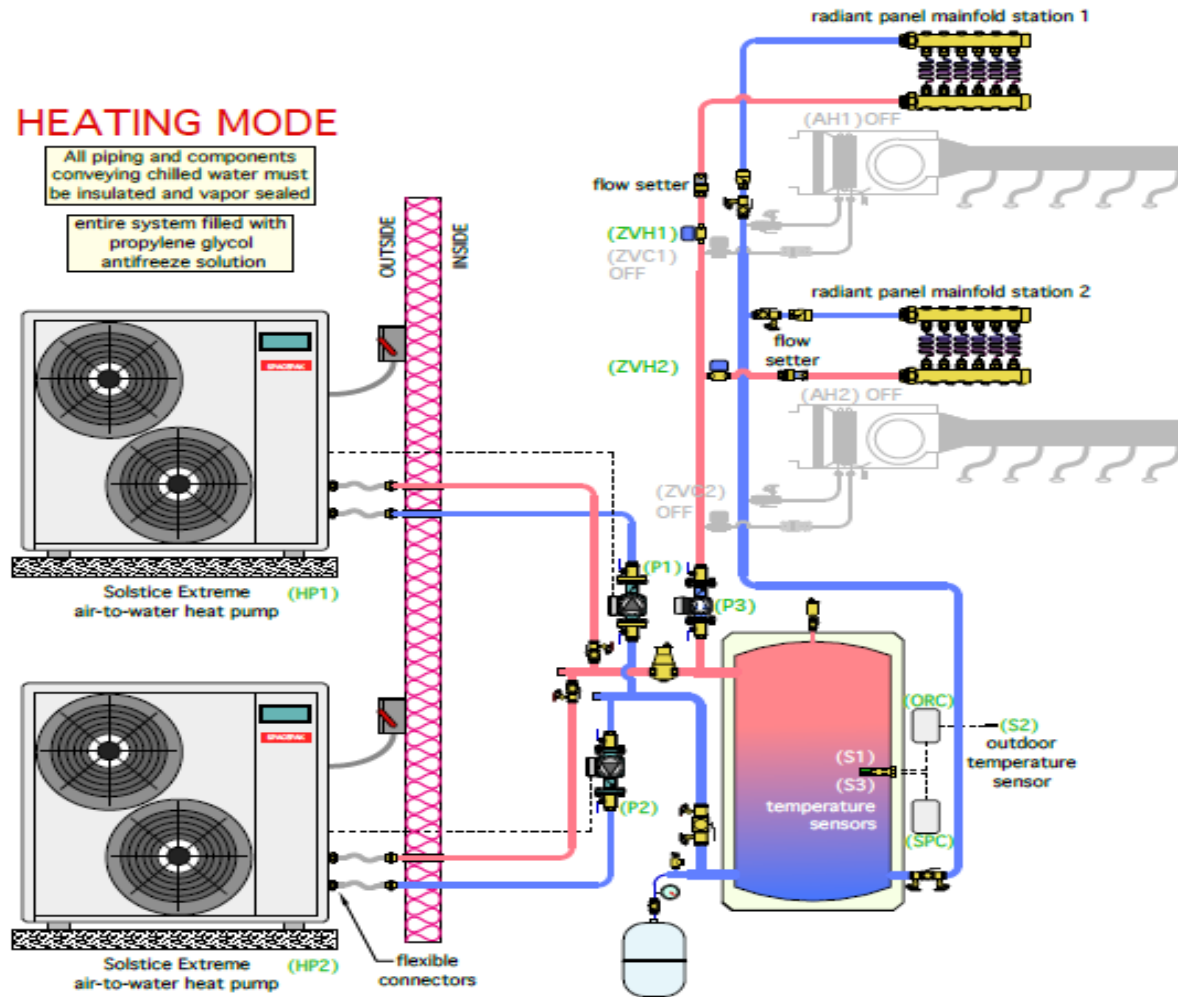 radiant panel mainfold station 1
HEATING MODE
All piping and components
conveying chilled water must
be insulated and vapor sealed
entire system filled with
propylene glycol
antifreeze solution
OUTSIDE
INSIDE
(AH1) OFF
flow setter
(ZVH1)
(ZVC1)
OFF
radiant panel mainfold station 2
flow
setter
(ZVH2)
(AH2) OFF
(ZVC2)
OFF
SPACEPAK
Solstice Extreme
air-to-water heat pump
(HP1)
(P1)
(P3)
(ORC)
(S2)
outdoor
temperature
sensor
(S1)
(S3)
temperature
sensors
(SPC)
SPACEPAK
(P2)
Solstice Extreme
air-to-water heat pump
(HP2)
flexible
connectors